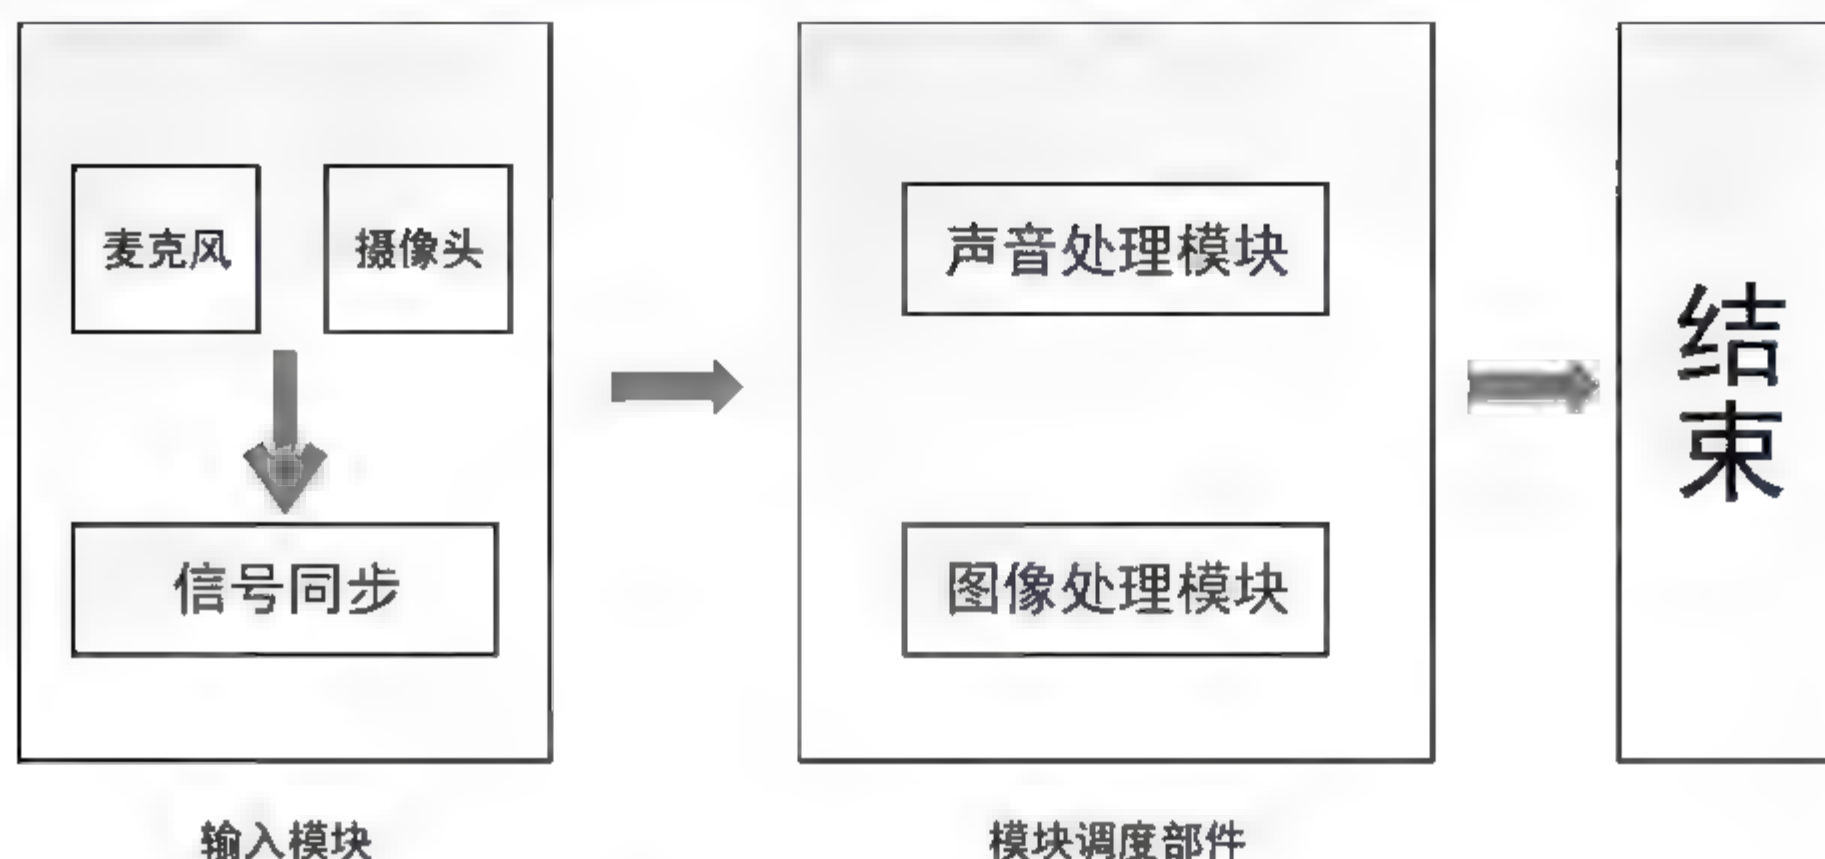 麦克风
摄像头
信号同步
输入模块
声音处理模块
图像处理模块
模块调度部件
结
束